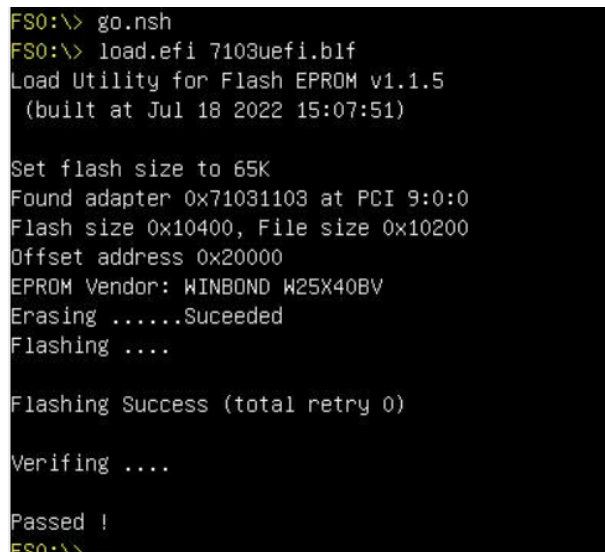 FS0:\> go.nsh
FS0:\> load.efi 7103uefi.blf
Load Utility for Flash EPROM v1.1.5
(built at Jul 18 2022 15:07:51)
Set flash size to 65K
Found adapter 0x71031103 at PCI 9:0:0
Flash size 0x10400, File size 0x10200
Offset address 0x20000
EPROM Vendor: WINBOND W25X40BV
Erasing ......Suceeded
Flashing ....
Flashing Success (total retry 0)
Verifing ....
Passed !
FS0:\>